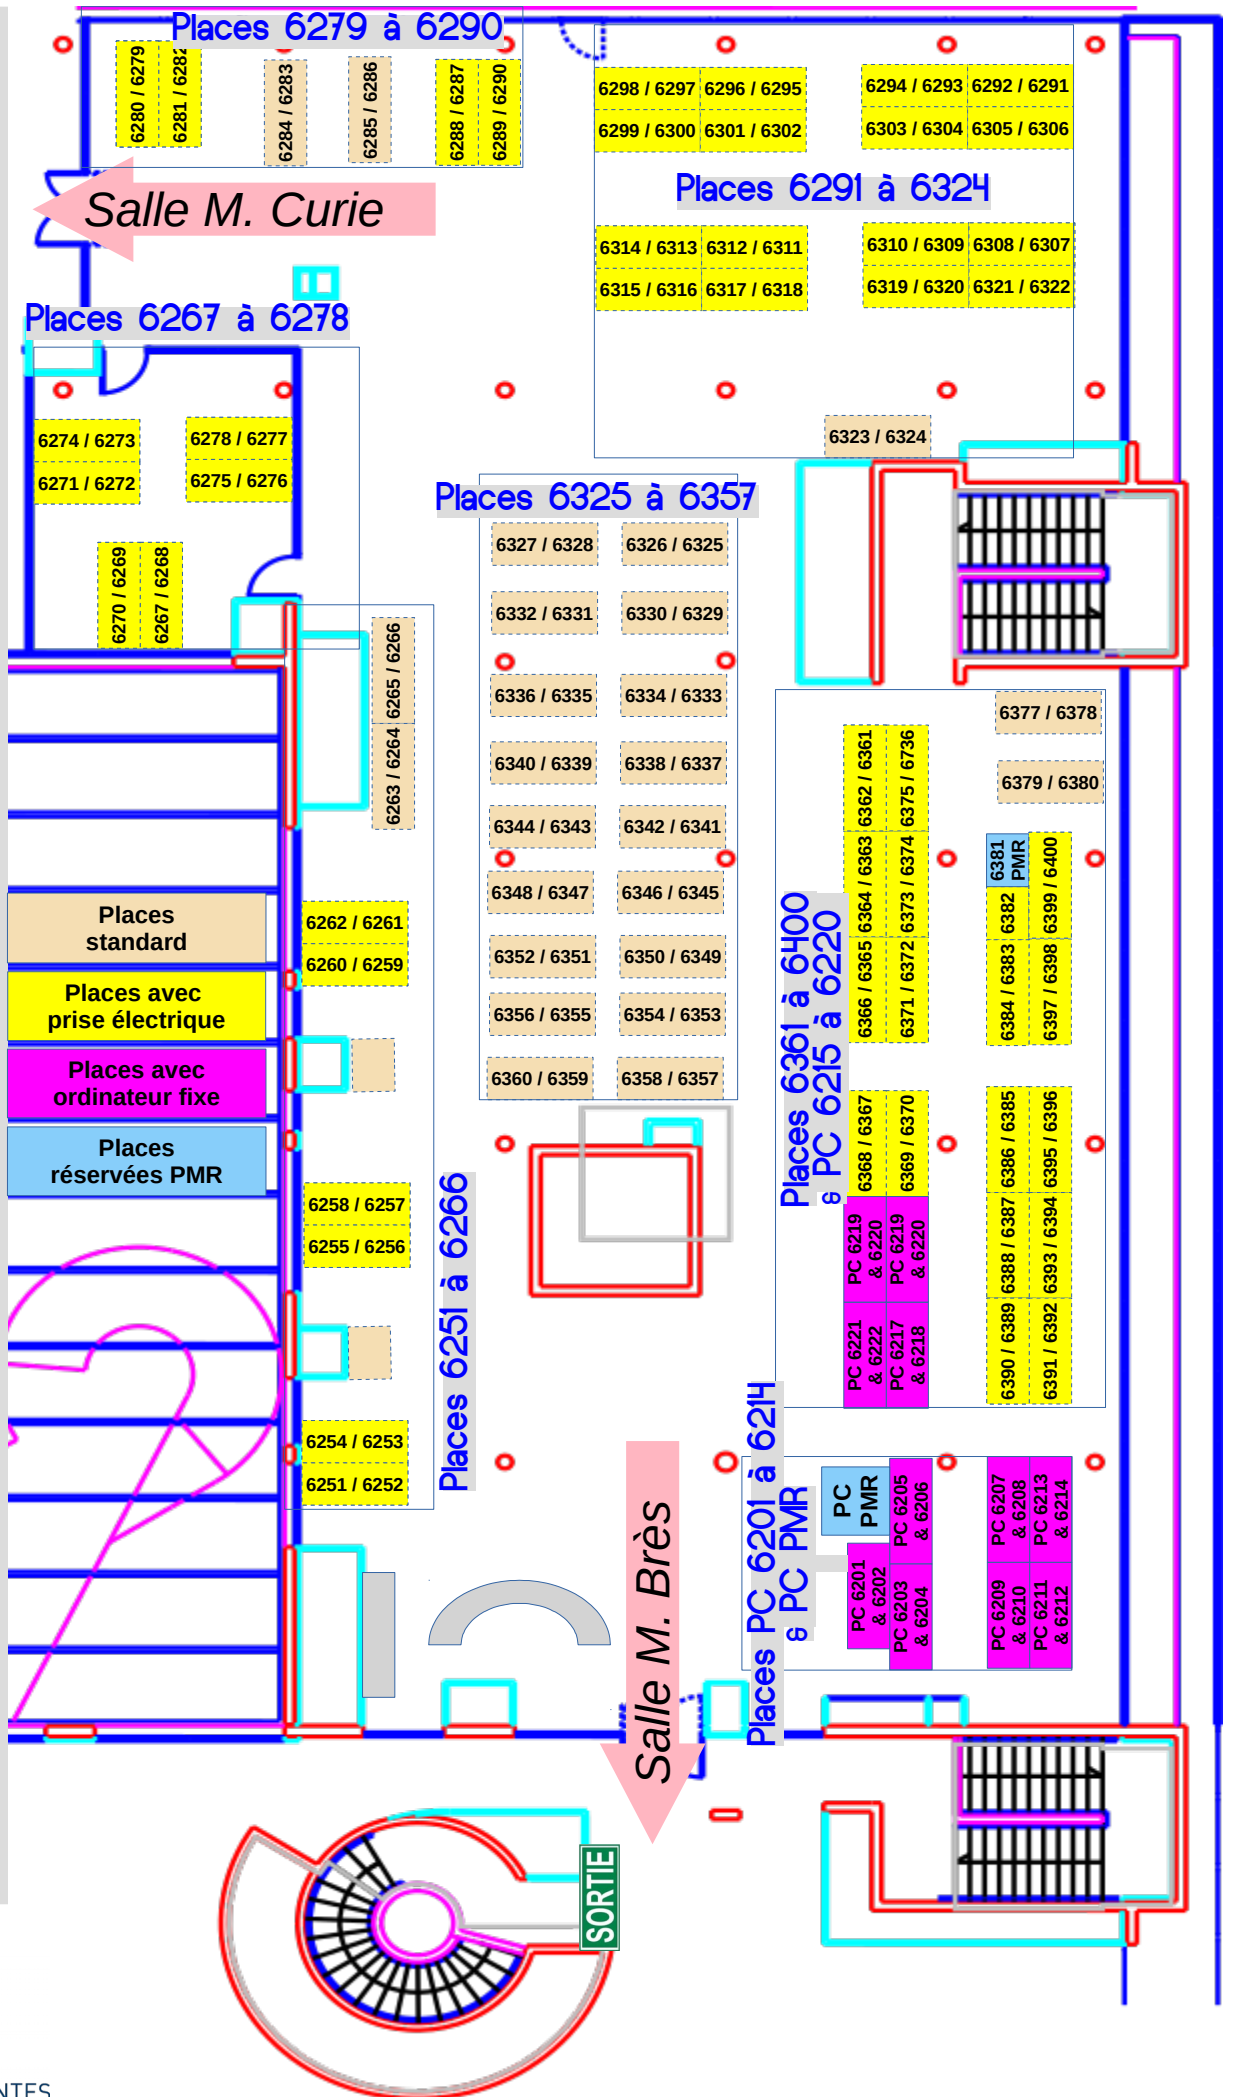 Places 6279 à 6290
6280 / 6279
6281 / 6282
6284 / 6283
6285 / 6286
6288 / 6287
6289 / 6290
6298 / 6297
6296 / 6295
6294 / 6293
6292 / 6291
6299 / 6300
6301 / 6302
6303 / 6304
6305 / 6306
Salle M. Curie
Places 6291 à 6324
6314 / 6313
6312 / 6311
6310 / 6309
6308 / 6307
6315 / 6316
6317 / 6318
6319 / 6320
6321 / 6322
Places 6267 à 6278
6323 / 6324
6274 / 6273
6278 / 6277
6271 / 6272
6275 / 6276
6270 / 6269
6267 / 6268
Places 6325 à 6357
6327 / 6328
6326 / 6325
6332 / 6331
6330 / 6329
6336 / 6335
6334 / 6333
6340 / 6339
6338 / 6337
6344 / 6343
6342 / 6341
6348 / 6347
6346 / 6345
6352 / 6351
6350 / 6349
6356 / 6355
6354 / 6353
6360 / 6359
6358 / 6357
6265 / 6266
6263 / 6264
6377 / 6378
6379 / 6380
6362 / 6361
6375 / 6736
6364 / 6363
6373 / 6374
6366 / 6365
6371 / 6372
6381
PMR
6382
6399 / 6400
6384 / 6383
6397 / 6398
Places 6361 à 6400
& PC 6215 à 6220
6368 / 6367
6369 / 6370
6386 / 6385
6395 / 6396
6388 / 6387
6393 / 6394
6390 / 6389
6391 / 6392
PC 6219
& 6220
PC 6219
& 6220
PC 6221
& 6222
PC 6217
& 6218
Places
standard
Places avec
prise électrique
Places avec
ordinateur fixe
Places
réservées PMR
6262 / 6261
6260 / 6259
6258 / 6257
6255 / 6256
6254 / 6253
6251 / 6252
Places 6251 à 6266
Places PC 6201 à 6214
& PC PMR
PC
PMR
PC 6205
& 6206
PC 6201
& 6202
PC 6203
& 6204
PC 6207
& 6208
PC 6213
& 6214
PC 6209
& 6210
PC 6211
& 6212
Salle M. Brès
SORTIE